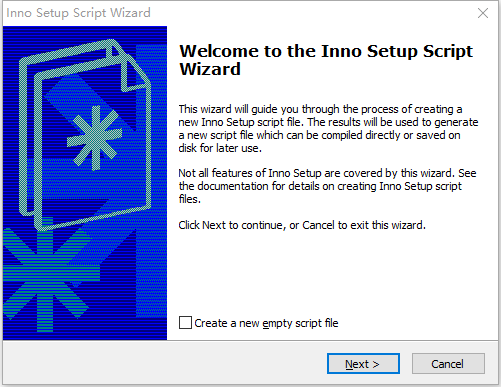 Inno Setup Script Wizard
Welcome to the Inno Setup Script
Wizard
This wizard will guide you through the process of creating a
new Inno Setup script file. The results will be used to generate
a new script file which can be compiled directly or saved on
disk for later use.
Not all features of Inno Setup are covered by this wizard. See
the documentation for details on creating Inno Setup script
files.
Click Next to continue, or Cancel to exit this wizard.
Create a new empty script file
Next >
Cancel